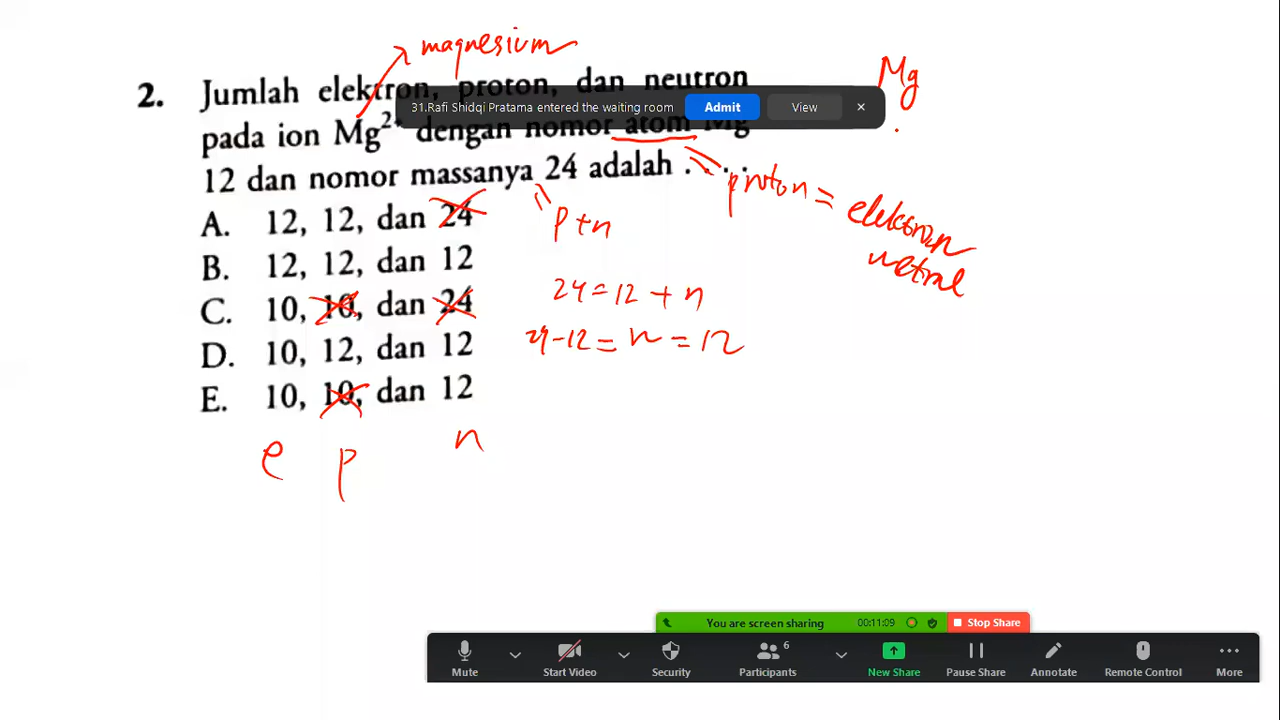 magnesium
Mg
2. Jumlah elektron, proton, dan neutron
31.Rafi Shidqi Pratama entered the waiting room Admit View ×
pada ion Mg²⁺ dengan nomor atom Mg
12 dan nomor massanya 24 adalah . . . .
proton = elektron
netral
A. 12, 12, dan 24
p + n
B. 12, 12, dan 12
24 = 12 + n
C. 10, 10, dan 24
24 - 12 = n = 12
D. 10, 12, dan 12
E. 10, 10, dan 12
e p n
You are screen sharing 00:11:09 Stop Share
6
Mute Start Video Security Participants New Share Pause Share Annotate Remote Control More